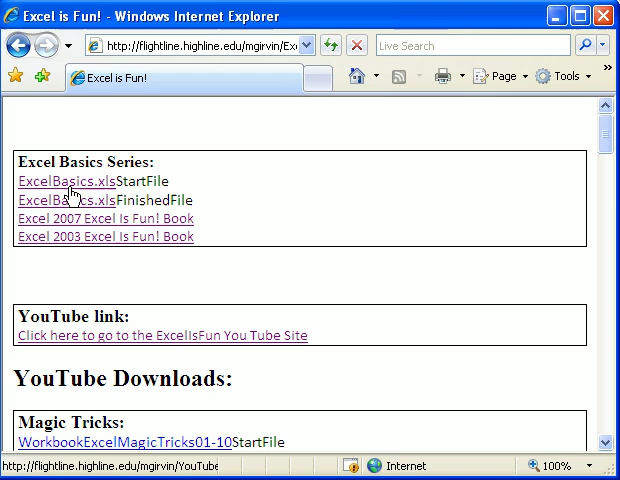 Excel is Fun! - Windows Internet Explorer
http://flightline.highline.edu/mgirvin/Exc
Live Search
Excel is Fun!
Page
Tools
»
Excel Basics Series:
ExcelBasics.xlsStartFile
ExcelBasics.xlsFinishedFile
Excel 2007 Excel Is Fun! Book
Excel 2003 Excel Is Fun! Book
YouTube link:
Click here to go to the ExcelIsFun You Tube Site
YouTube Downloads:
Magic Tricks:
WorkbookExcelMagicTricks01-10StartFile
http://flightline.highline.edu/mgirvin/YouTube
Internet
100%